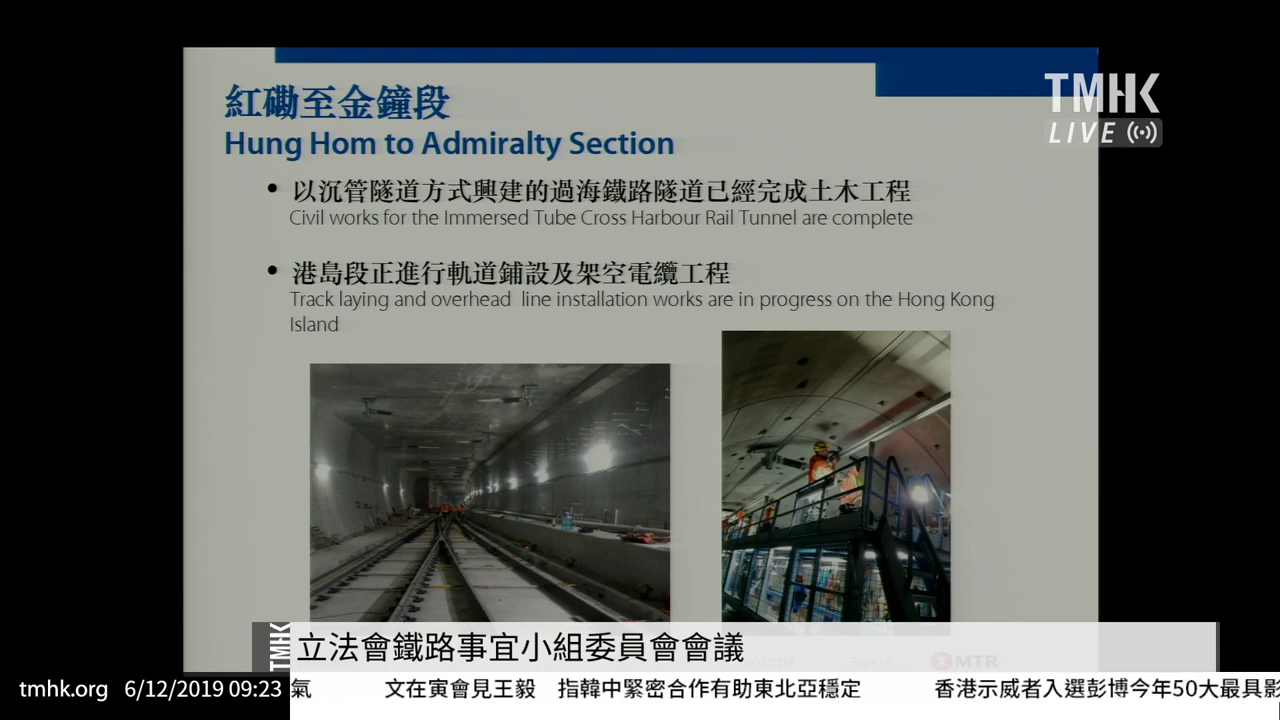 紅磡至金鐘段
Hung Hom to Admiralty Section
TMHK
LIVE
• 以沉管隧道方式興建的過海鐵路隧道已經完成土木工程
Civil works for the Immersed Tube Cross Harbour Rail Tunnel are complete
• 港島段正進行軌道鋪設及架空電纜工程
Track laying and overhead line installation works are in progress on the Hong Kong
Island
TMHK
立法會鐵路事宜小組委員會會議
MTR
tmhk.org 6/12/2019 09:23
氣 文在寅會見王毅 指韓中緊密合作有助東北亞穩定 香港示威者入選彭博今年50大最具影